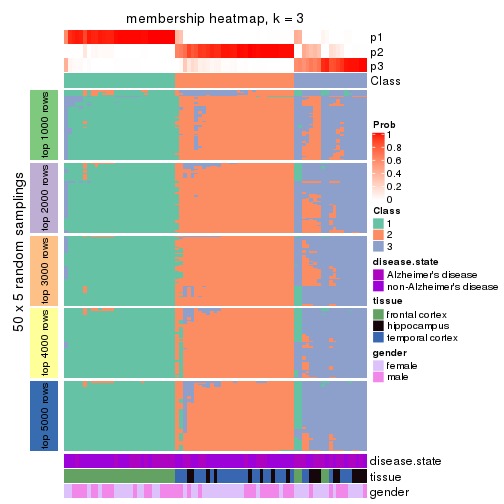 membership heatmap, k = 3
p1
p2
p3
Class
50 x 5 random samplings
top 1000 rows
top 2000 rows
top 3000 rows
top 4000 rows
top 5000 rows
disease.state
tissue
gender
Prob
1
0.8
0.6
0.4
0.2
0
Class
1
2
3
disease.state
Alzheimer's disease
non-Alzheimer's disease
tissue
frontal cortex
hippocampus
temporal cortex
gender
female
male